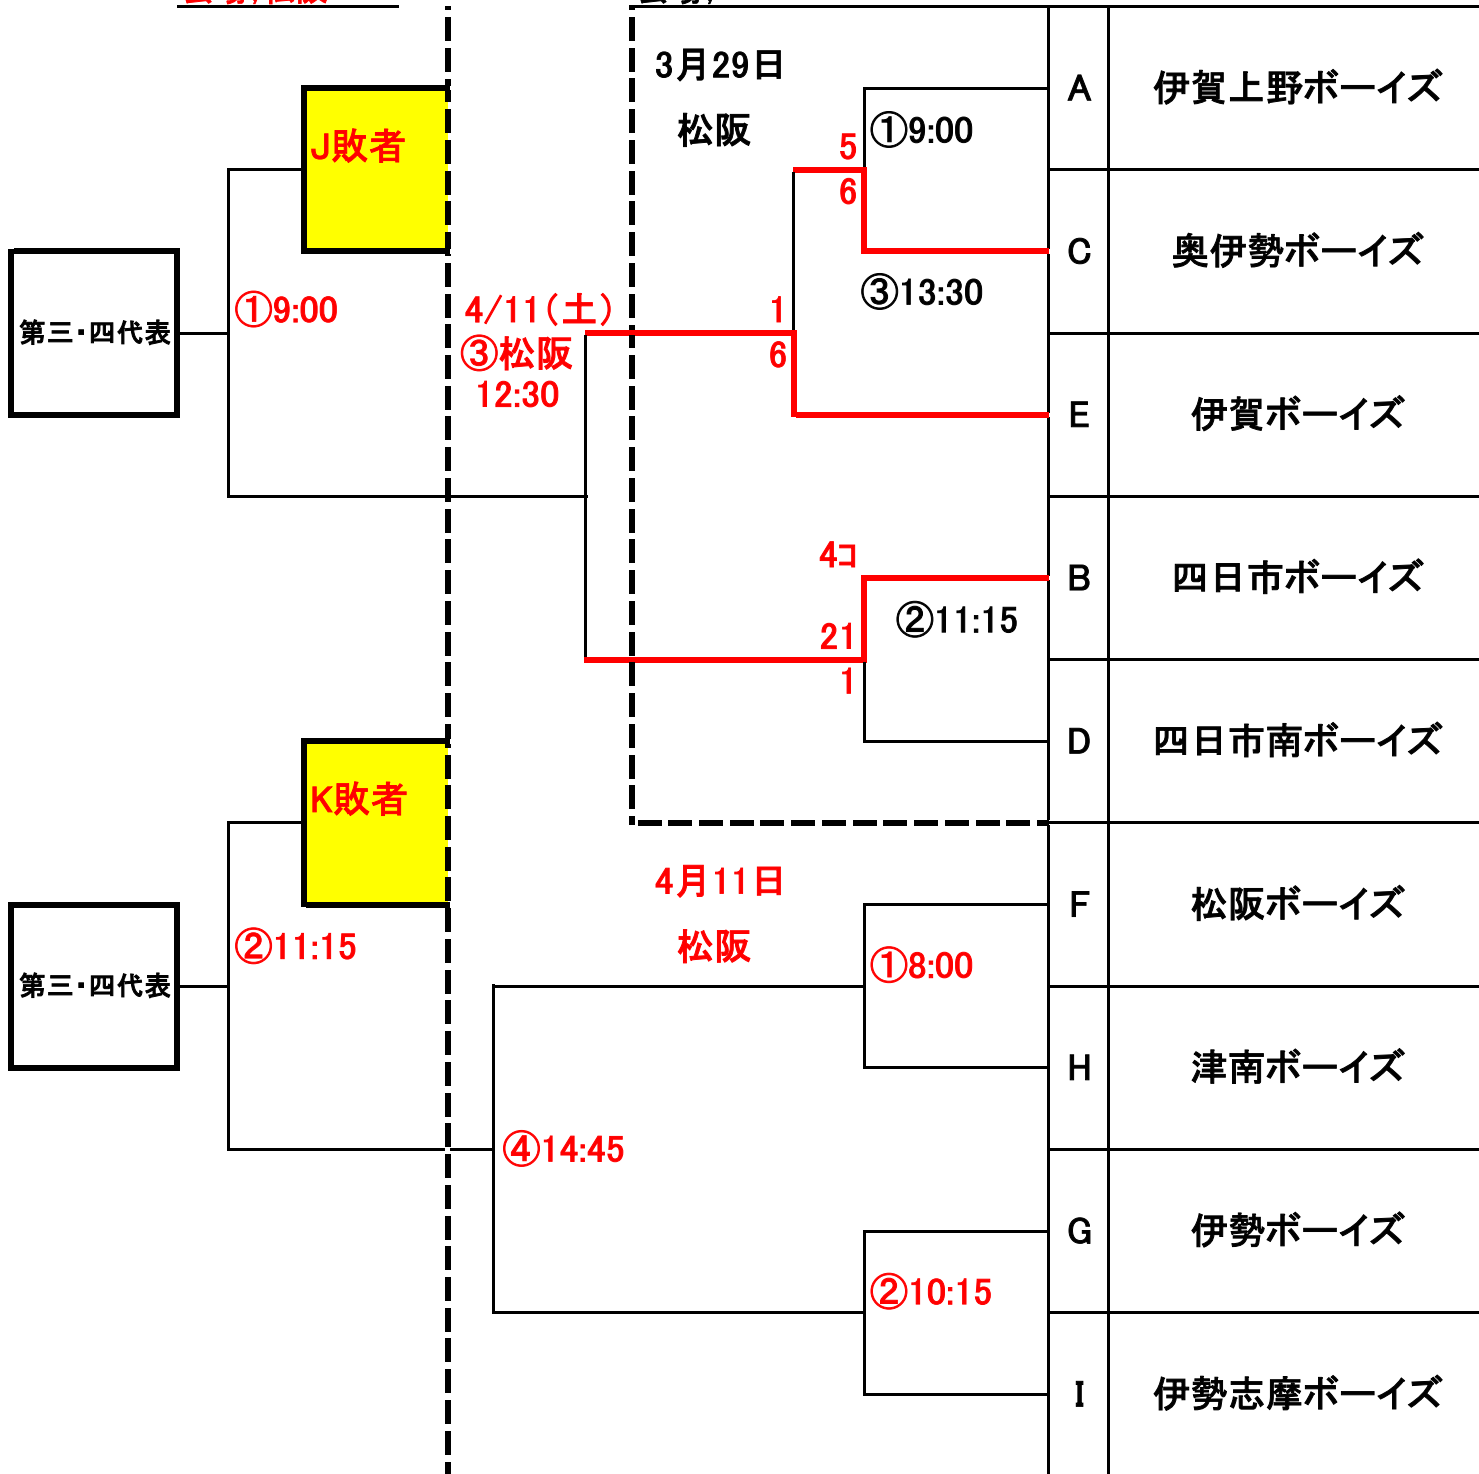 3月29日
松阪
A
伊賀上野ボーイズ
①9:00
5
6
J敗者
C
奥伊勢ボーイズ
③13:30
①9:00
4/11(土)
③松阪
12:30
1
6
第三・四代表
E
伊賀ボーイズ
4コ
B
四日市ボーイズ
②11:15
21
1
D
四日市南ボーイズ
K敗者
4月11日
松阪
F
松阪ボーイズ
②11:15
①8:00
第三・四代表
H
津南ボーイズ
④14:45
G
伊勢ボーイズ
②10:15
I
伊勢志摩ボーイズ